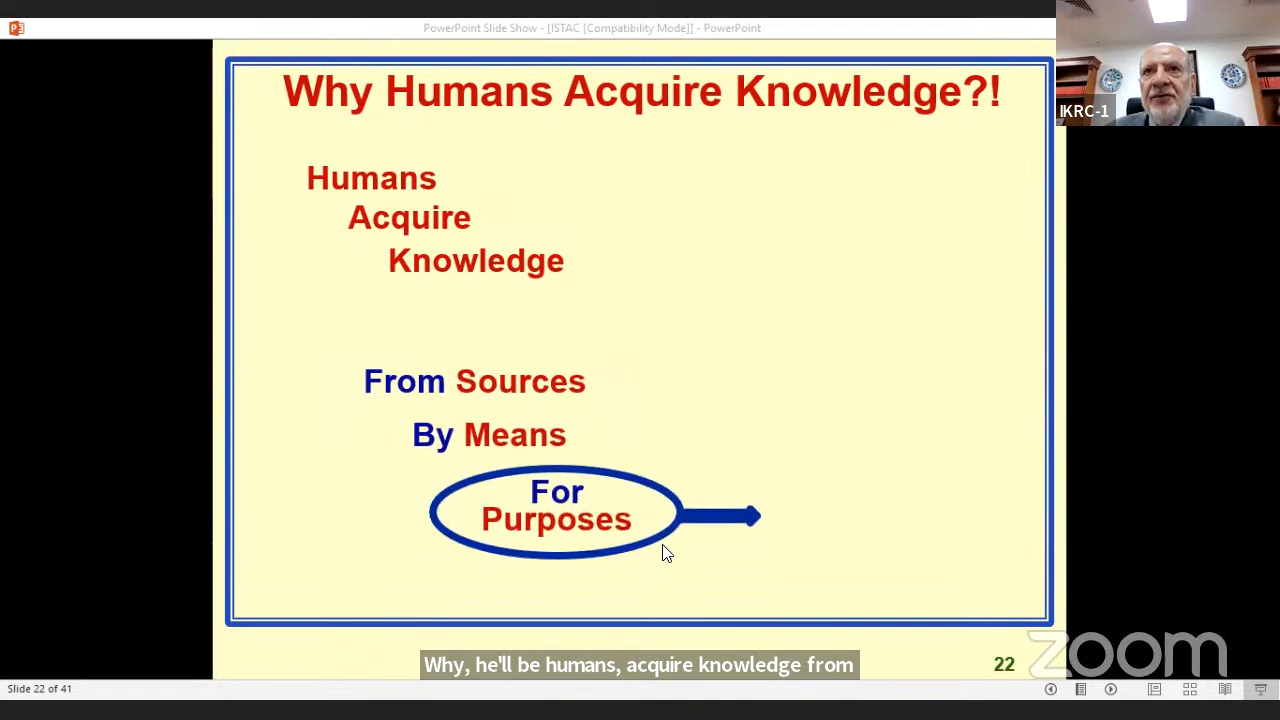 PowerPoint Slide Show - [ISTAC [Compatibility Mode]] - PowerPoint
Why Humans Acquire Knowledge?!
IKRC-1
Humans
Acquire
Knowledge
From Sources
By Means
For
Purposes
Why, he'll be humans, acquire knowledge from
22
zoom
Slide 22 of 41